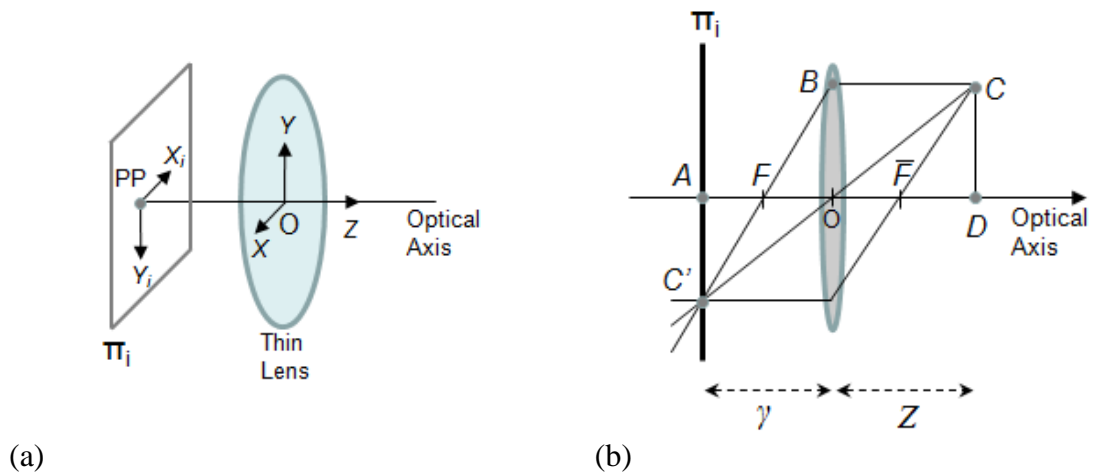 PP
X_i
Y_i
π_i
Y
X
O
Z
Optical
Axis
Thin
Lens
(a)
π_i
B
C
A
F
F̅
O
D
Optical
Axis
C'
γ
Z
(b)